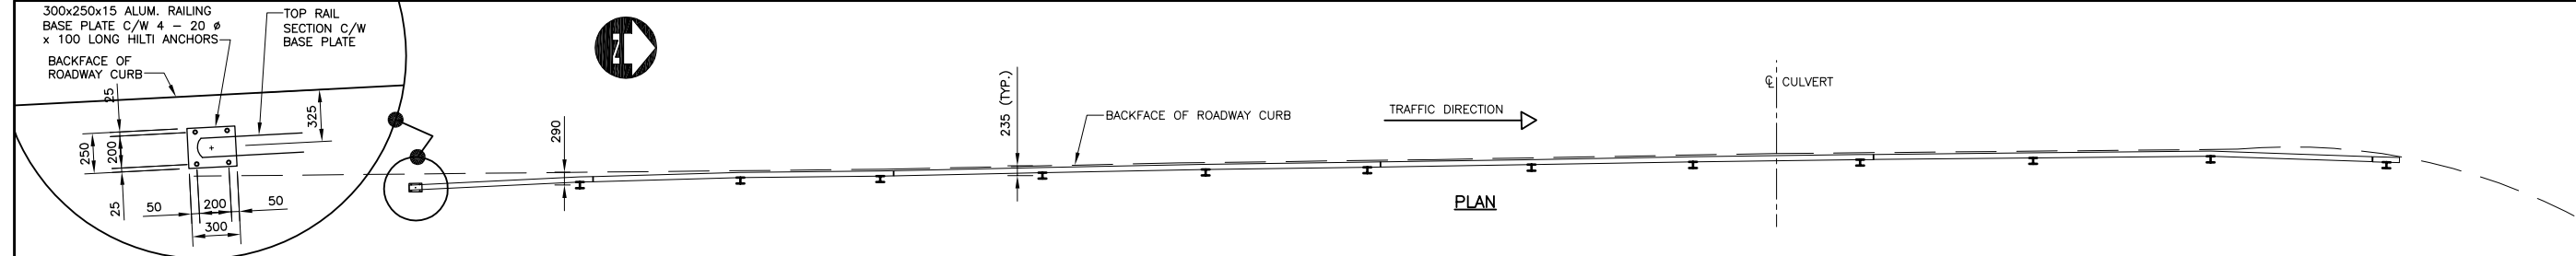 300x250x15 ALUM. RAILING
BASE PLATE C/W 4 – 20 ø
x 100 LONG HILTI ANCHORS
TOP RAIL
SECTION C/W
BASE PLATE
BACKFACE OF
ROADWAY CURB
25
325
250
200
25
50
200
50
300
N
290
235 (TYP.)
BACKFACE OF ROADWAY CURB
TRAFFIC DIRECTION
℄ CULVERT
PLAN